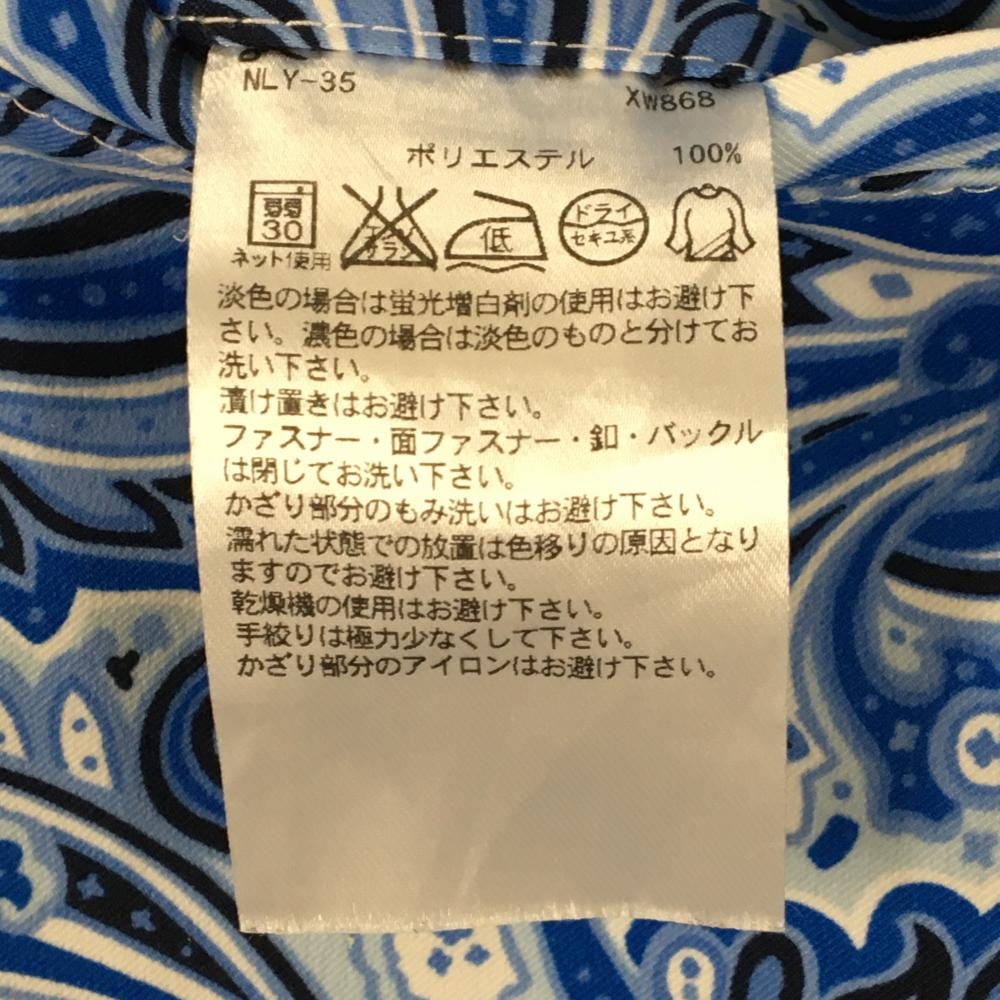 NLY-35
XW868
ポリエステル 100%
弱
30
ネット使用
エンソ
サラシ
低
ドライ
セキユ系
淡色の場合は蛍光増白剤の使用はお避け下
さい。濃色の場合は淡色のものと分けてお
洗い下さい。
漬け置きはお避け下さい。
ファスナー・面ファスナー・釦・バックル
は閉じてお洗い下さい。
かざり部分のもみ洗いはお避け下さい。
濡れた状態での放置は色移りの原因となり
ますのでお避け下さい。
乾燥機の使用はお避け下さい。
手絞りは極力少なくして下さい。
かざり部分のアイロンはお避け下さい。